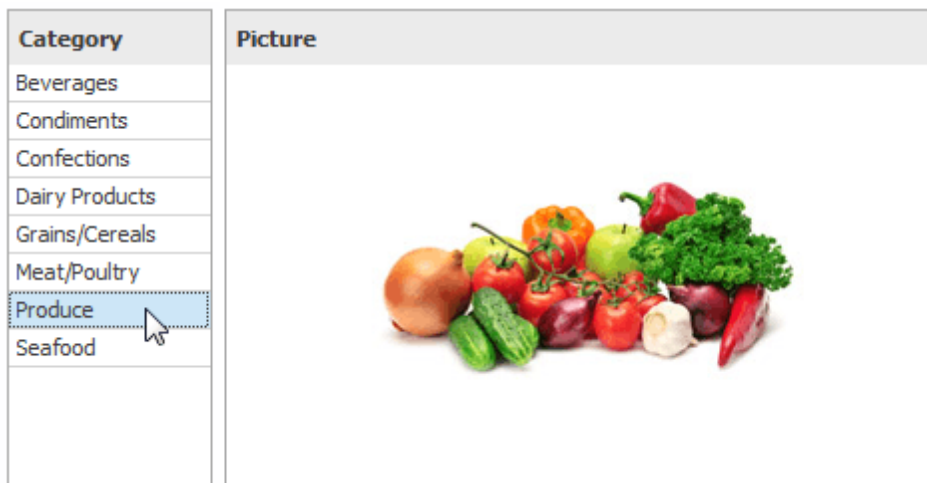 Category
Beverages
Condiments
Confections
Dairy Products
Grains/Cereals
Meat/Poultry
Produce
Seafood
Picture